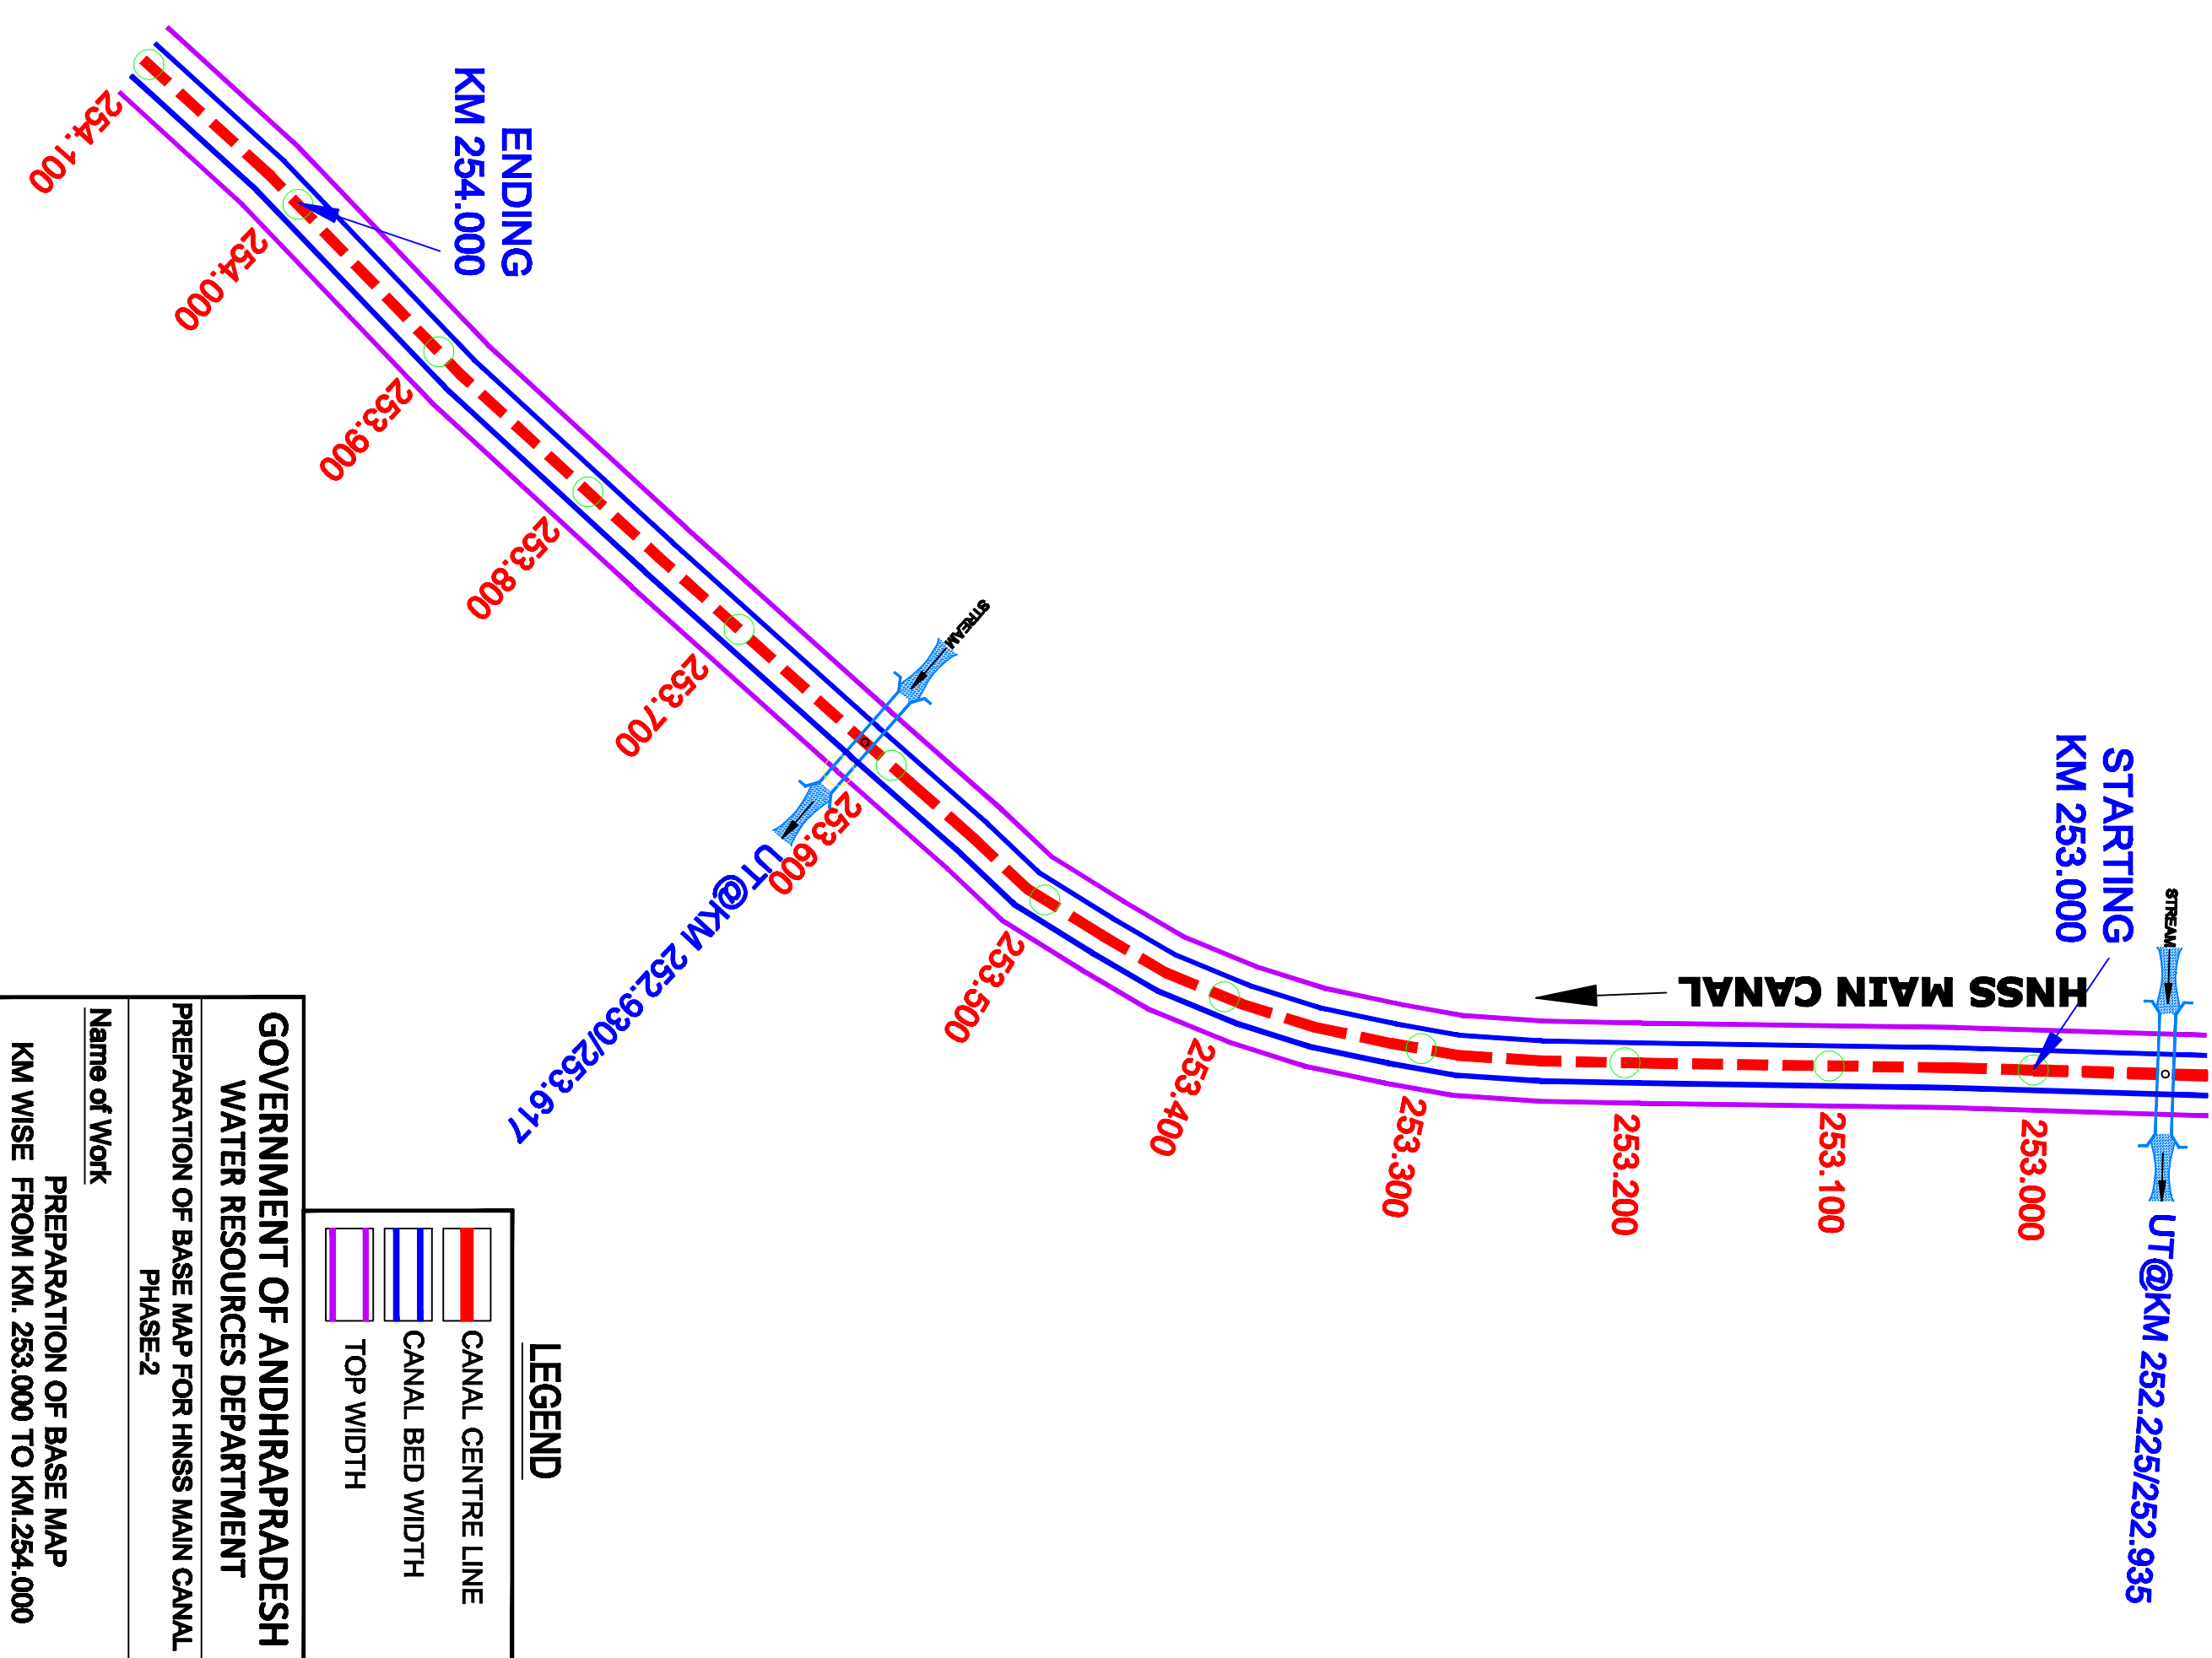 STREAM
UT@KM 252.225/252.935
STARTING
KM 253.000
HNSS MAIN CANAL
253.000
253.100
253.200
253.300
253.400
253.500
253.600
STREAM
UT@KM 252.930/253.617
253.700
253.800
253.900
254.000
254.100
ENDING
KM 254.000
LEGEND
CANAL CENTRE LINE
CANAL BED WIDTH
TOP WIDTH
GOVERNMENT OF ANDHRAPRADESH
WATER RESOURCES DEPARTMENT
PREPARATION OF BASE MAP FOR HNSS MAIN CANAL
PHASE-2
Name of Work
PREPARATION OF BASE MAP
KM WISE FROM KM. 253.000 TO KM.254.000